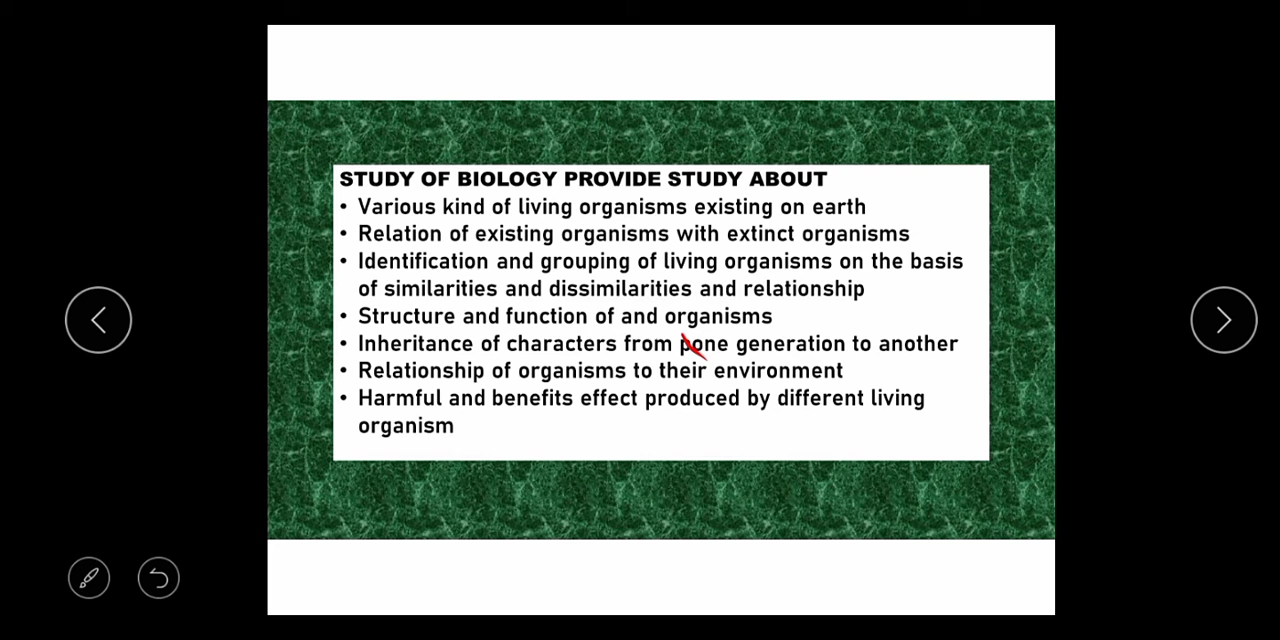 STUDY OF BIOLOGY PROVIDE STUDY ABOUT
• Various kind of living organisms existing on earth
• Relation of existing organisms with extinct organisms
• Identification and grouping of living organisms on the basis
of similarities and dissimilarities and relationship
• Structure and function of and organisms
• Inheritance of characters from pone generation to another
• Relationship of organisms to their environment
• Harmful and benefits effect produced by different living
organism